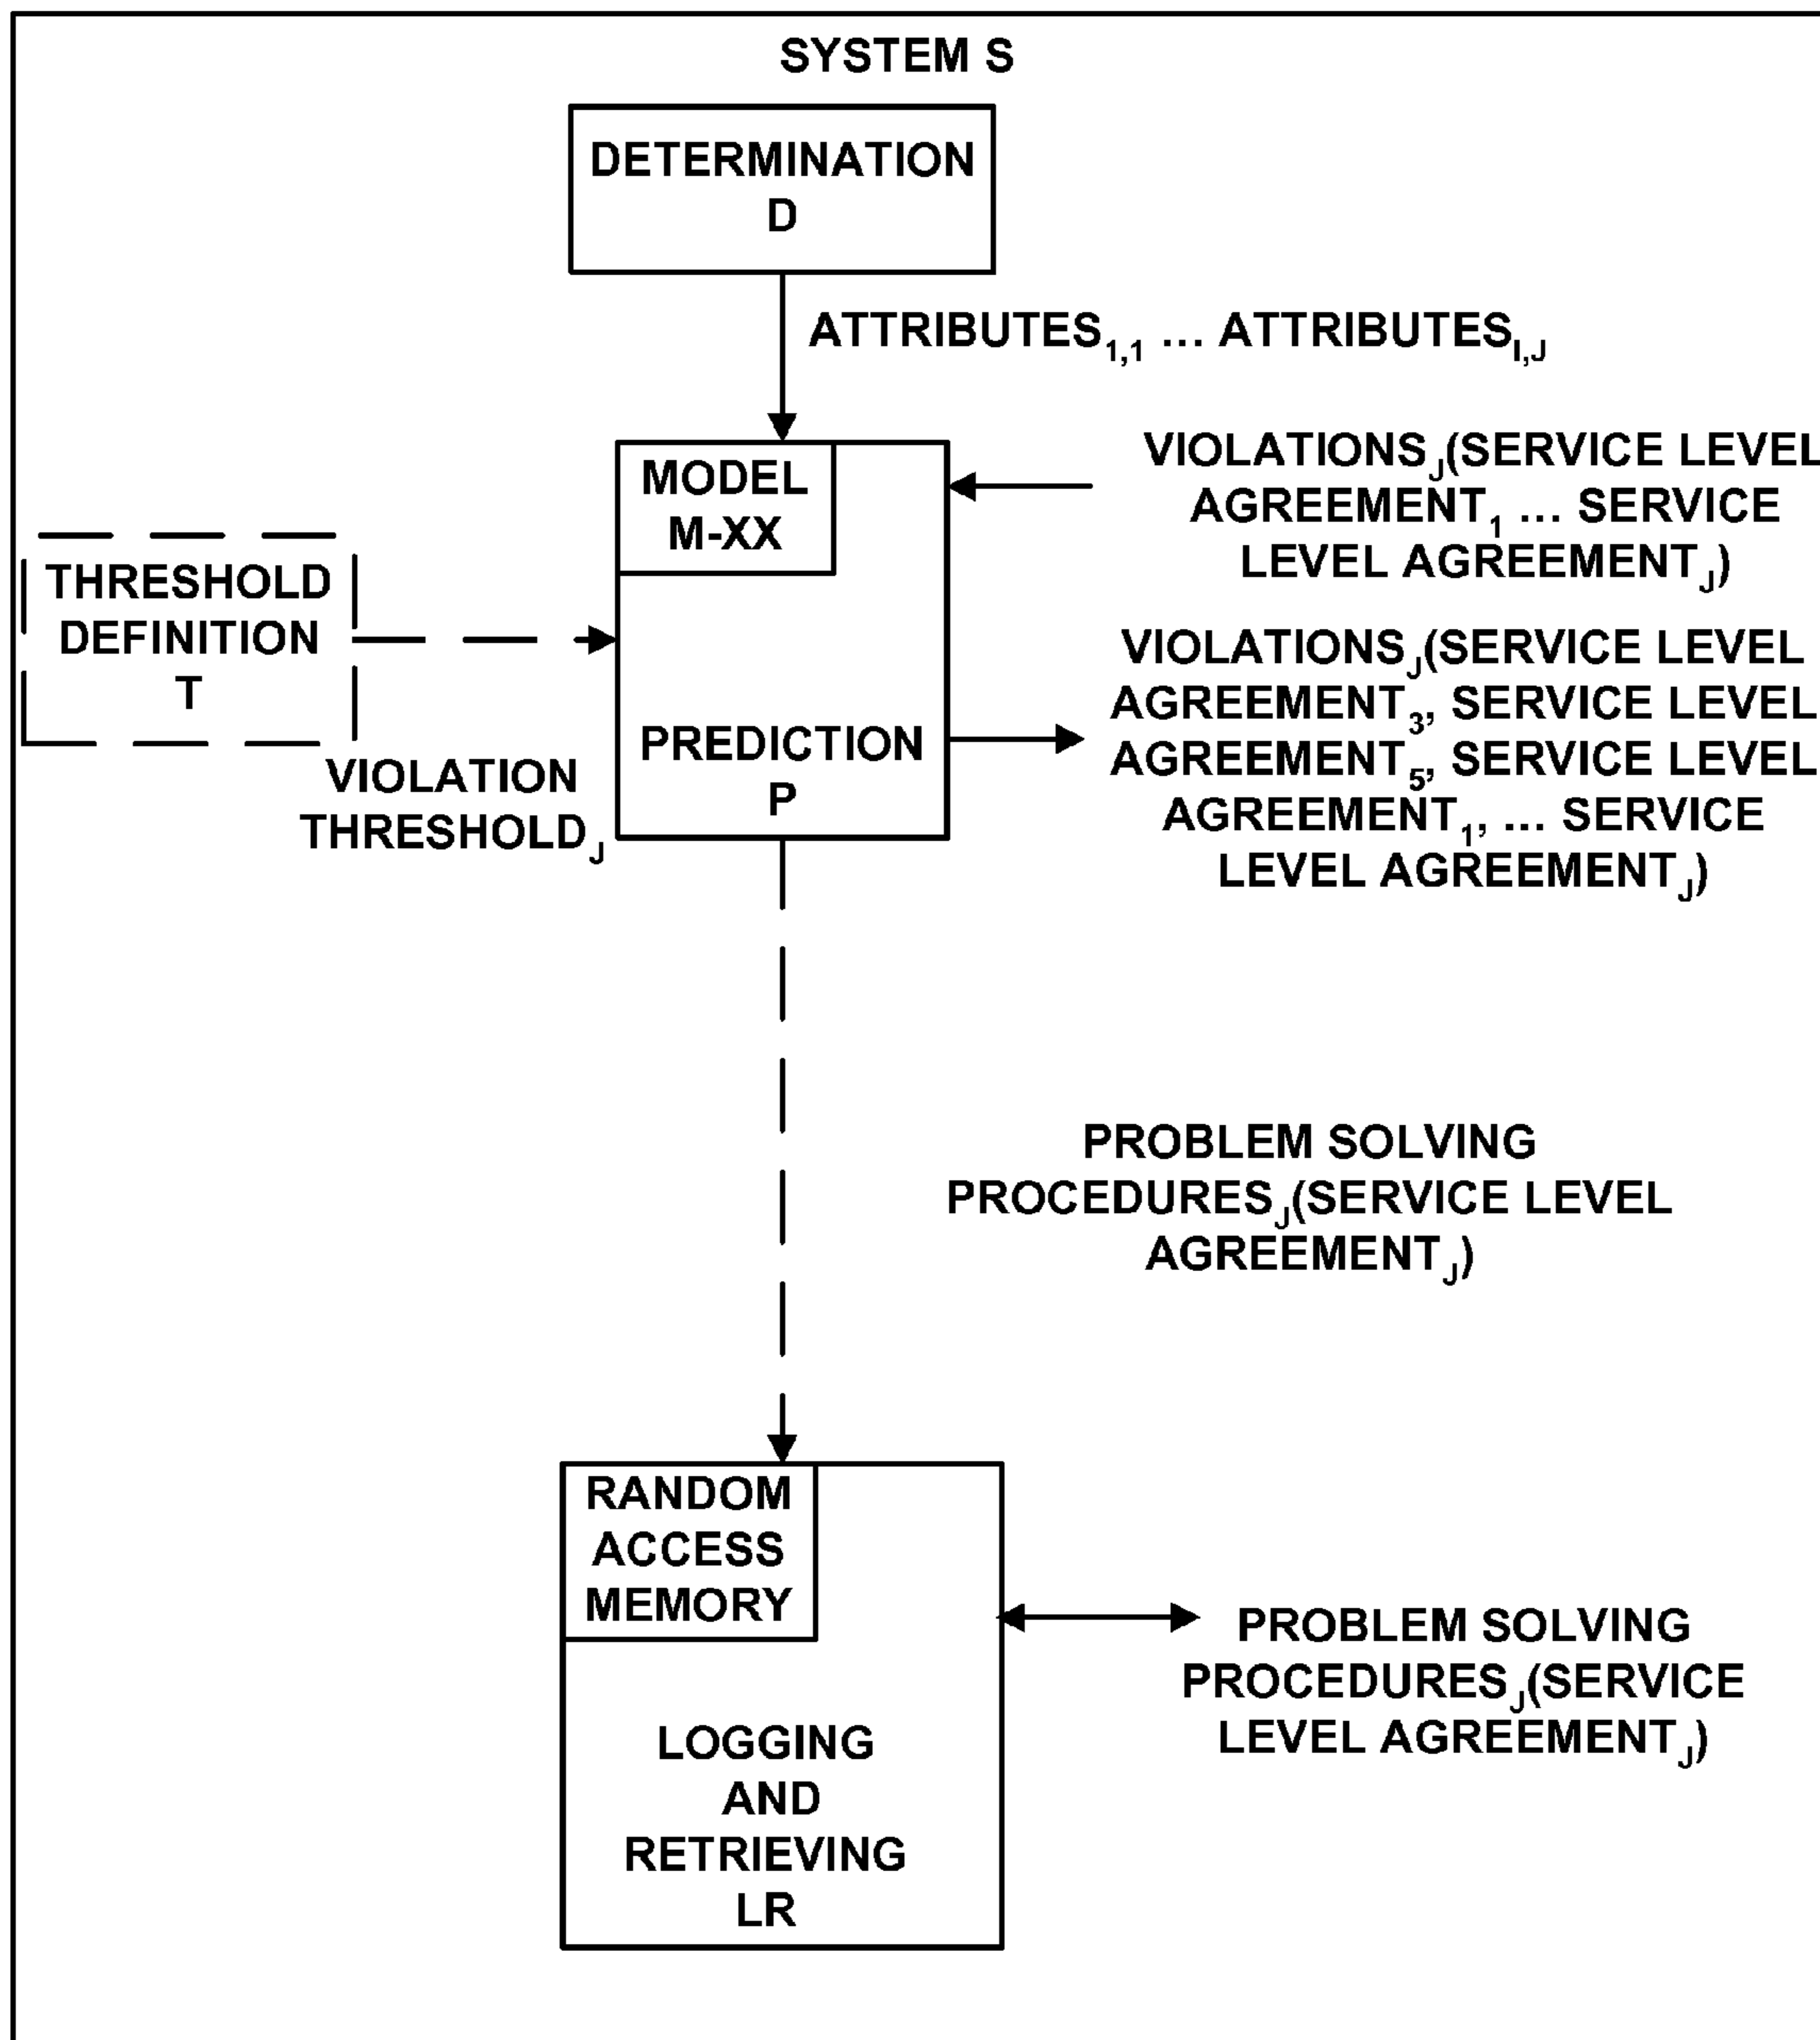 SYSTEM S
DETERMINATION
D
ATTRIBUTES1,1 ... ATTRIBUTESI,J
MODEL
M-XX
VIOLATIONSJ(SERVICE LEVEL
AGREEMENT1 ... SERVICE
LEVEL AGREEMENTJ)
THRESHOLD
DEFINITION
T
VIOLATION
THRESHOLDJ
PREDICTION
P
VIOLATIONSJ(SERVICE LEVEL
AGREEMENT3, SERVICE LEVEL
AGREEMENT5, SERVICE LEVEL
AGREEMENT1, ... SERVICE
LEVEL AGREEMENTJ)
PROBLEM SOLVING
PROCEDURESJ(SERVICE LEVEL
AGREEMENTJ)
RANDOM
ACCESS
MEMORY
LOGGING
AND
RETRIEVING
LR
PROBLEM SOLVING
PROCEDURESJ(SERVICE
LEVEL AGREEMENTJ)